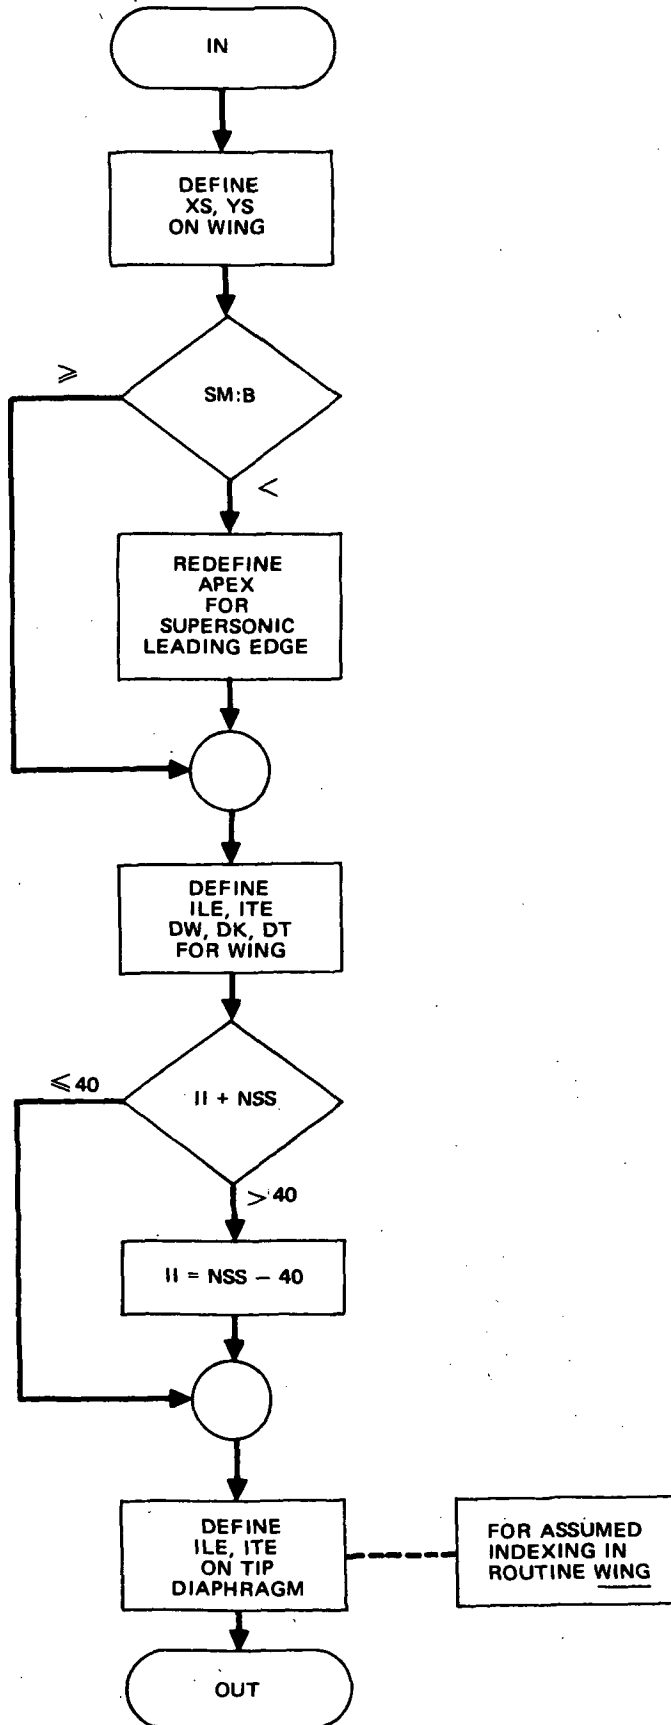 IN
DEFINE
XS, YS
ON WING
≥
SM:B
<
REDEFINE
APEX
FOR
SUPERSONIC
LEADING EDGE
DEFINE
ILE, ITE
DW, DK, DT
FOR WING
≤ 40
II + NSS
> 40
II = NSS − 40
DEFINE
ILE, ITE
ON TIP
DIAPHRAGM
FOR ASSUMED
INDEXING IN
ROUTINE WING
OUT